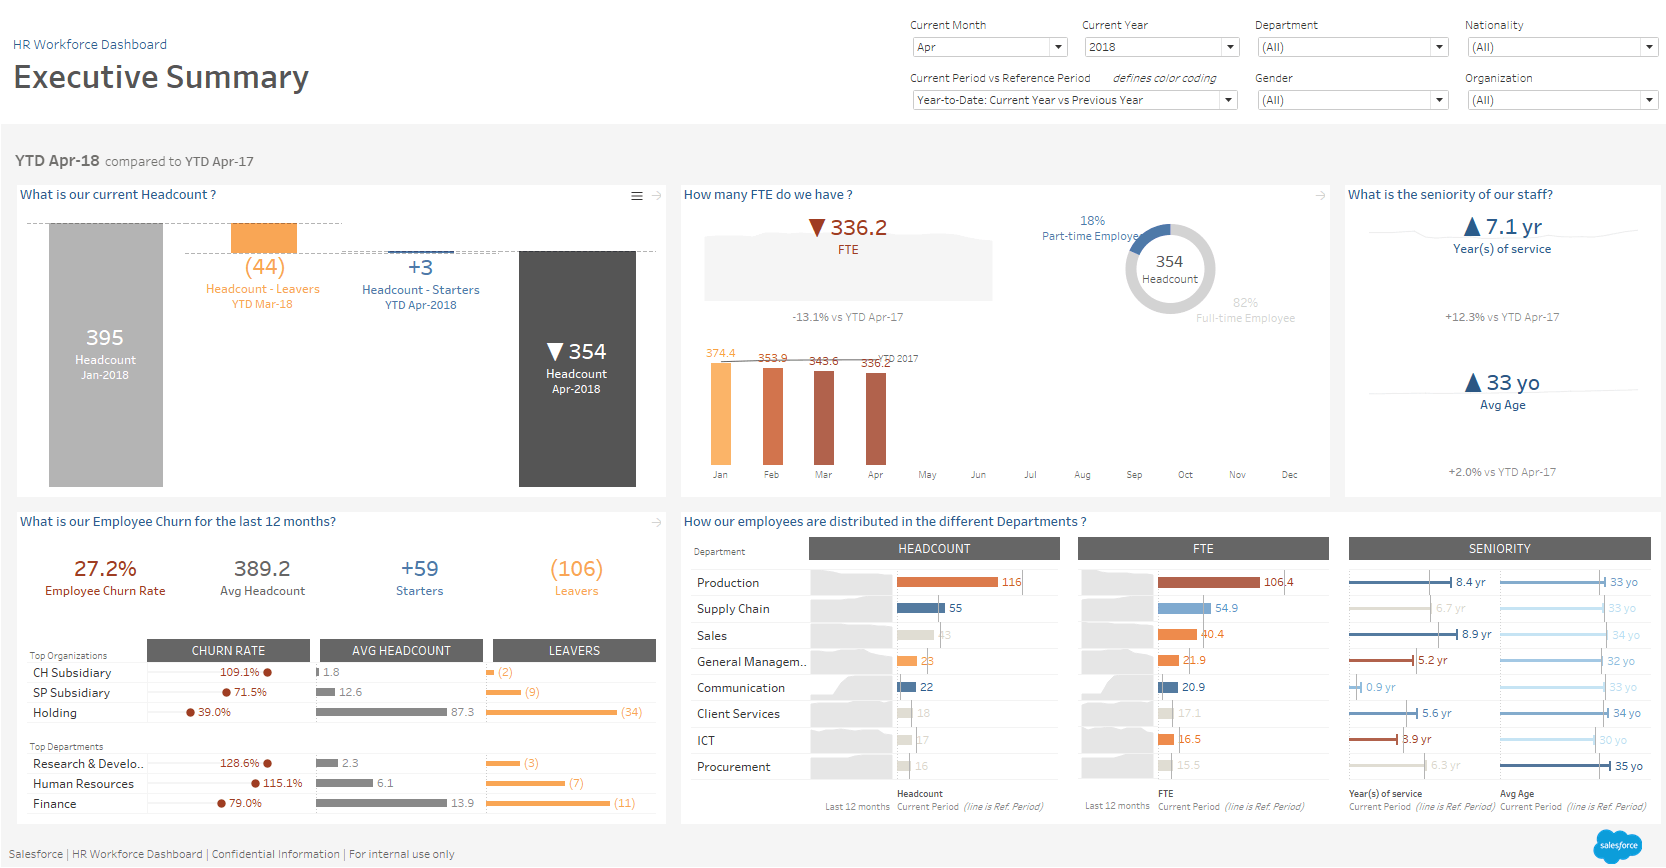 HR Workforce Dashboard
Executive Summary
Current Month
Current Year
Department
Nationality
Apr
2018
(All)
(All)
Current Period vs Reference Period
defines color coding
Gender
Organization
Year-to-Date: Current Year vs Previous Year
(All)
(All)
YTD Apr-18 compared to YTD Apr-17
What is our current Headcount ?
395
Headcount
Jan-2018
(44)
Headcount - Leavers
YTD Mar-18
+3
Headcount - Starters
YTD Apr-2018
354
Headcount
Apr-2018
How many FTE do we have ?
336.2
FTE
-13.1% vs YTD Apr-17
18%
Part-time Employee
354
Headcount
82%
Full-time Employee
374.4
353.9
343.6
336.2
YTD 2017
Jan Feb Mar Apr May Jun Jul Aug Sep Oct Nov Dec
What is the seniority of our staff?
7.1 yr
Year(s) of service
+12.3% vs YTD Apr-17
33 yo
Avg Age
+2.0% vs YTD Apr-17
What is our Employee Churn for the last 12 months?
27.2%
Employee Churn Rate
389.2
Avg Headcount
+59
Starters
(106)
Leavers
Top Organizations CHURN RATE AVG HEADCOUNT LEAVERS
CH Subsidiary 109.1% 1.8 (2)
SP Subsidiary 71.5% 12.6 (9)
Holding 39.0% 87.3 (34)
Top Departments
Research & Develo.. 128.6% 2.3 (3)
Human Resources 115.1% 6.1 (7)
Finance 79.0% 13.9 (11)
How our employees are distributed in the different Departments ?
Department HEADCOUNT FTE SENIORITY
Production 116 106.4 8.4 yr 33 yo
Supply Chain 55 54.9 6.7 yr 33 yo
Sales 43 40.4 8.9 yr 34 yo
General Managem.. 23 21.9 5.2 yr 32 yo
Communication 22 20.9 0.9 yr 33 yo
Client Services 18 17.1 5.6 yr 34 yo
ICT 17 16.5 3.9 yr 30 yo
Procurement 16 15.5 6.3 yr 35 yo
Headcount FTE Year(s) of service Avg Age
Last 12 months Current Period (line is Ref. Period) Last 12 months Current Period (line is Ref. Period) Current Period (line is Ref. Period) Current Period (line is Ref. Period)
Salesforce | HR Workforce Dashboard | Confidential Information | For internal use only
salesforce